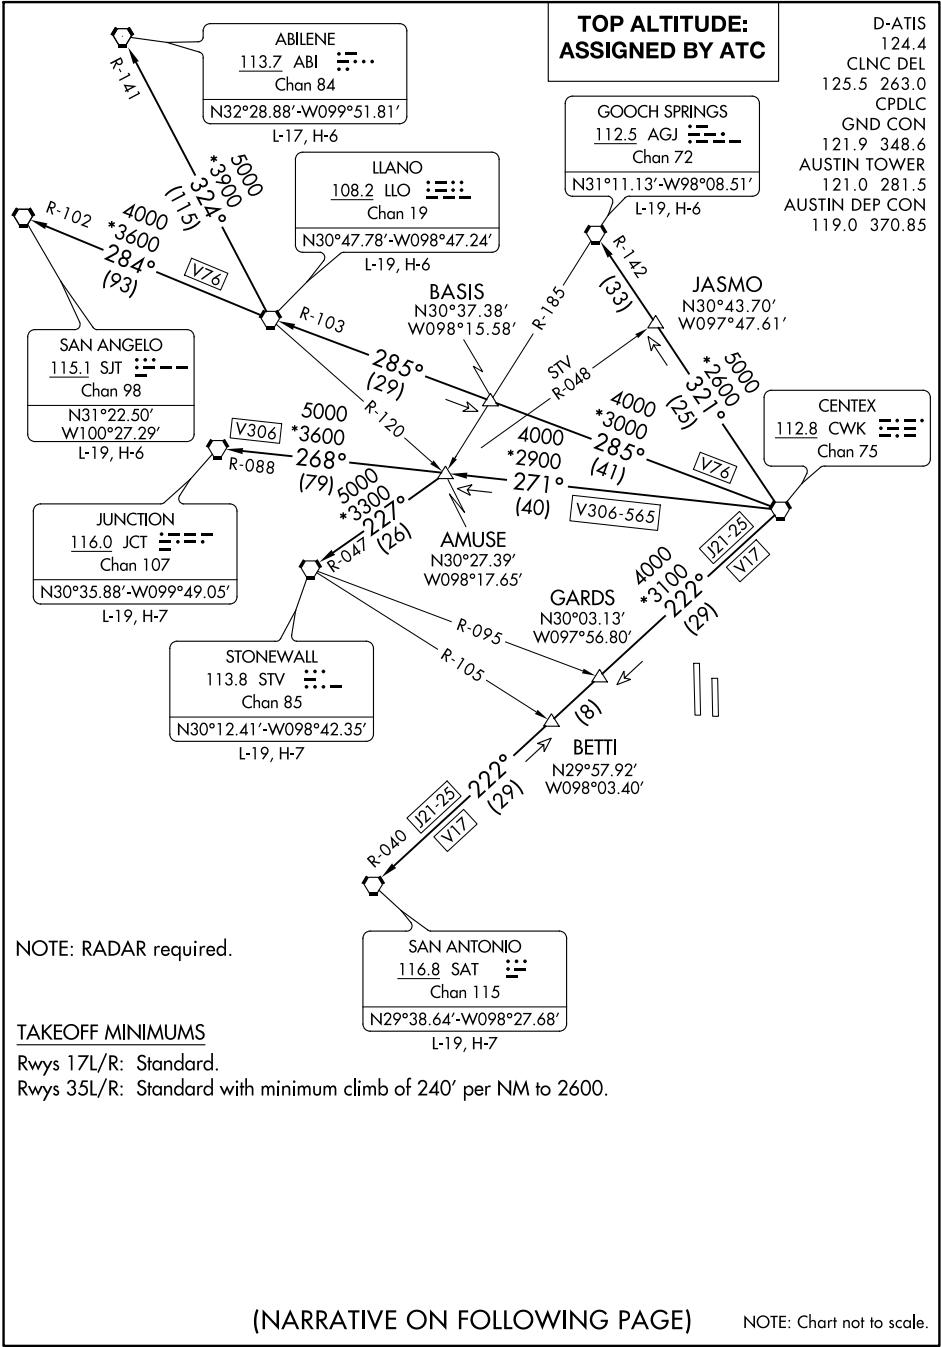 TOP ALTITUDE:
ASSIGNED BY ATC
D-ATIS
124.4
CLNC DEL
125.5 263.0
CPDLC
GND CON
121.9 348.6
AUSTIN TOWER
121.0 281.5
AUSTIN DEP CON
119.0 370.85
ABILENE
113.7 ABI
Chan 84
N32°28.88'-W099°51.81'
L-17, H-6
GOOCH SPRINGS
112.5 AGJ
Chan 72
N31°11.13'-W98°08.51'
L-19, H-6
LLANO
108.2 LLO
Chan 19
N30°47.78'-W098°47.24'
L-19, H-6
R-141
5000
*3900
324°
(115)
R-102
4000
*3600
284°
(93)
V76
R-103
BASIS
N30°37.38'
W098°15.58'
R-185
R-142
(33)
JASMO
N30°43.70'
W097°47.61'
5000
*2600
321°
(25)
STV
R-048
SAN ANGELO
115.1 SJT
Chan 98
N31°22.50'
W100°27.29'
L-19, H-6
285°
(29)
R-120
4000
*3000
285°
(41)
V76
CENTEX
112.8 CWK
Chan 75
V306
R-088
5000
*3600
268°
(79)
4000
*2900
271°
(40)
V306-565
5000
*3300
227°
(26)
R-047
AMUSE
N30°27.39'
W098°17.65'
JUNCTION
116.0 JCT
Chan 107
N30°35.88'-W099°49.05'
L-19, H-7
J21-25
V17
4000
*3100
222°
(29)
GARDS
N30°03.13'
W097°56.80'
R-095
R-105
STONEWALL
113.8 STV
Chan 85
N30°12.41'-W098°42.35'
L-19, H-7
(8)
BETTI
N29°57.92'
W098°03.40'
222°
(29)
J21-25
V17
R-040
SAN ANTONIO
116.8 SAT
Chan 115
N29°38.64'-W098°27.68'
L-19, H-7
NOTE: RADAR required.
TAKEOFF MINIMUMS
Rwys 17L/R: Standard.
Rwys 35L/R: Standard with minimum climb of 240' per NM to 2600.
(NARRATIVE ON FOLLOWING PAGE)
NOTE: Chart not to scale.